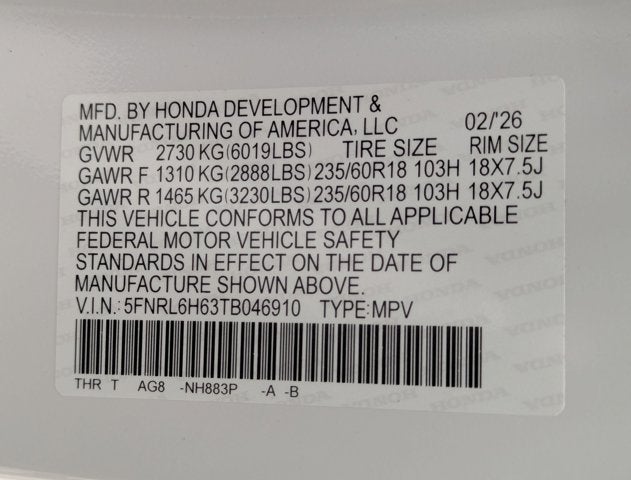 MFD. BY HONDA DEVELOPMENT &
MANUFACTURING OF AMERICA, LLC 02/'26
GVWR 2730 KG(6019LBS) TIRE SIZE RIM SIZE
GAWR F 1310 KG(2888LBS) 235/60R18 103H 18X7.5J
GAWR R 1465 KG(3230LBS) 235/60R18 103H 18X7.5J
THIS VEHICLE CONFORMS TO ALL APPLICABLE
FEDERAL MOTOR VEHICLE SAFETY
STANDARDS IN EFFECT ON THE DATE OF
MANUFACTURE SHOWN ABOVE.
V.I.N.:5FNRL6H63TB046910 TYPE:MPV
THR T AG8 -NH883P -A -B